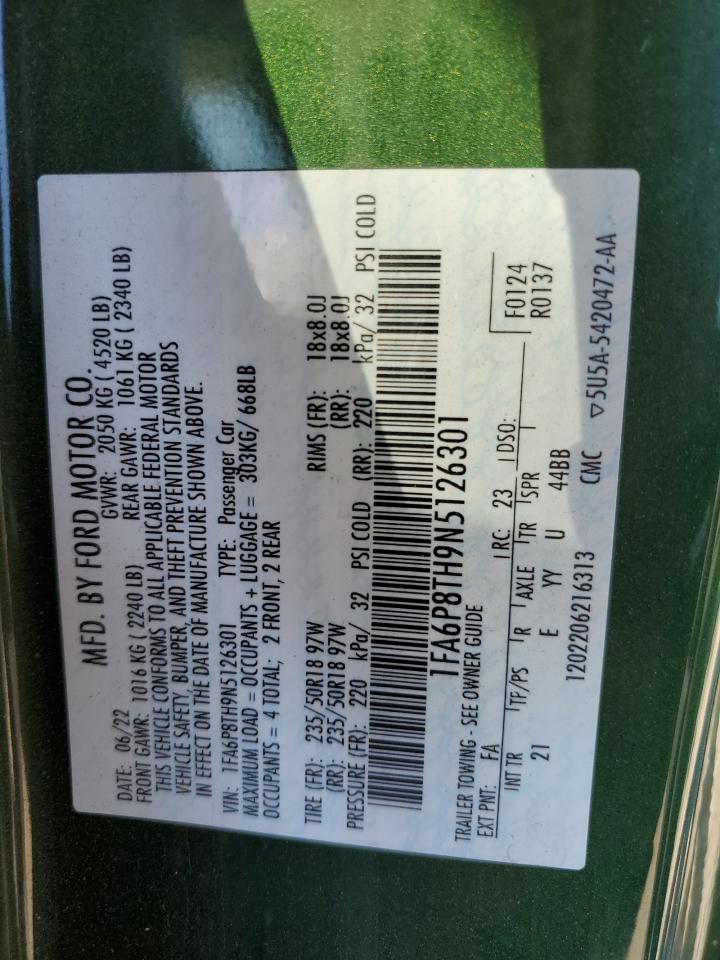 MFD. BY FORD MOTOR CO.
DATE: 06/22 GVWR: 2050 KG ( 4520 LB)
FRONT GAWR: 1016 KG ( 2240 LB) REAR GAWR: 1061 KG ( 2340 LB)
THIS VEHICLE CONFORMS TO ALL APPLICABLE FEDERAL MOTOR
VEHICLE SAFETY, BUMPER, AND THEFT PREVENTION STANDARDS
IN EFFECT ON THE DATE OF MANUFACTURE SHOWN ABOVE.
VIN: 1FA6P8TH9N5126301 TYPE: Passenger Car
MAXIMUM LOAD = OCCUPANTS + LUGGAGE = 303KG/ 668LB
OCCUPANTS = 4 TOTAL; 2 FRONT, 2 REAR
TIRE (FR): 235/50R18 97W RIMS (FR): 18x8.0J
(RR): 235/50R18 97W (RR): 18x8.0J
PRESSURE (FR): 220 kPa/ 32 PSI COLD (RR): 220 kPa/ 32 PSI COLD
1FA6P8TH9N5126301
TRAILER TOWING - SEE OWNER GUIDE
EXT PNT: FA RC: 23 DSO: F0124
INT TR TP/PS R AXLE TR SPR R0137
21 E YY U 44BB
1202206216313 CMC ▽5U5A-5420472-AA